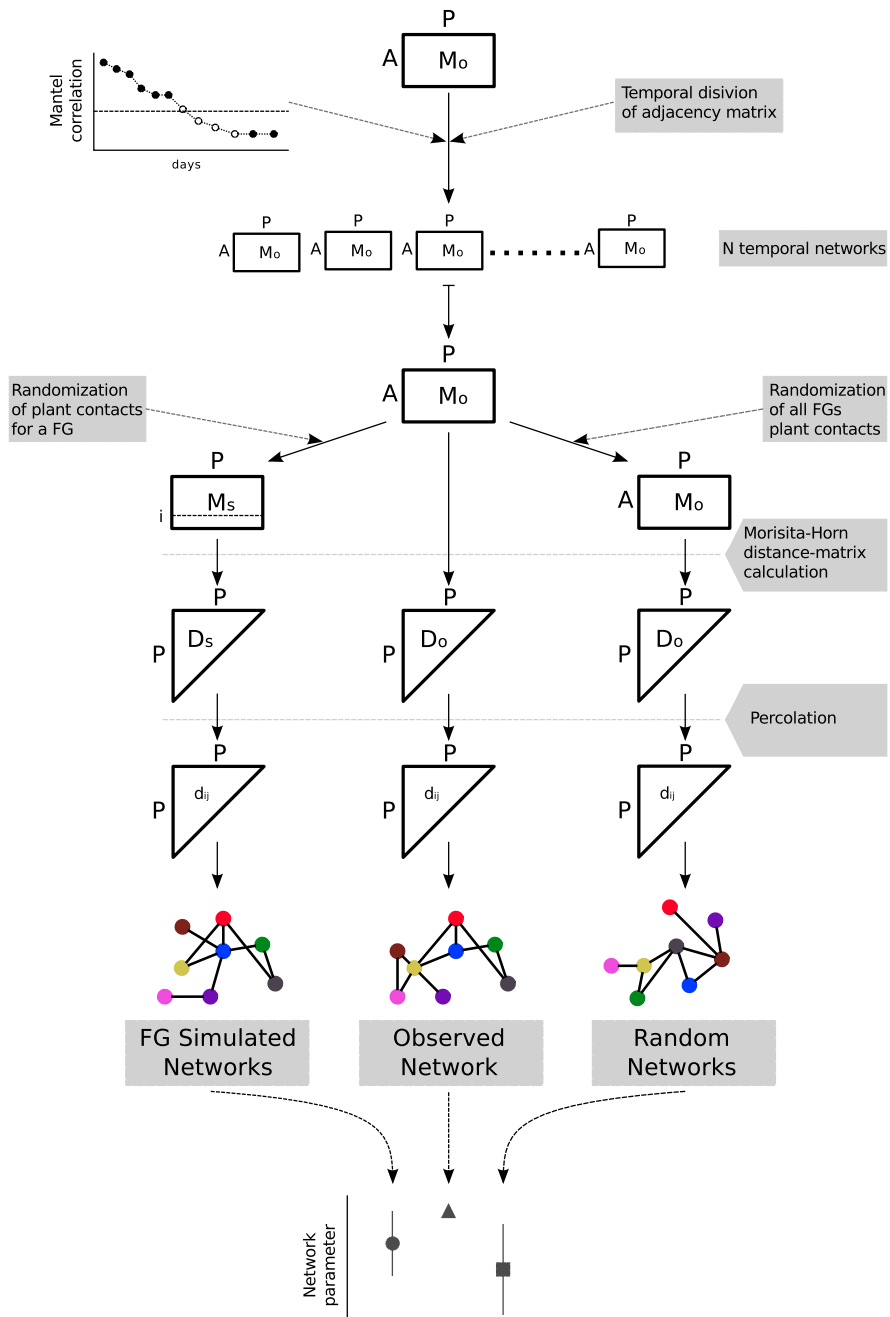 P
A
Mo
Mantel
correlation
days
Temporal disivion
of adjacency matrix
P
A
Mo
P
A
Mo
P
A
Mo
P
A
Mo
N temporal networks
P
A
Mo
Randomization
of plant contacts
for a FG
Randomization
of all FGs
plant contacts
P
Ms
i
P
A
Mo
Morisita-Horn
distance-matrix
calculation
P
P
Ds
P
P
Do
P
P
Do
Percolation
P
P
dij
P
P
dij
P
P
dij
FG Simulated
Networks
Observed
Network
Random
Networks
Network
parameter